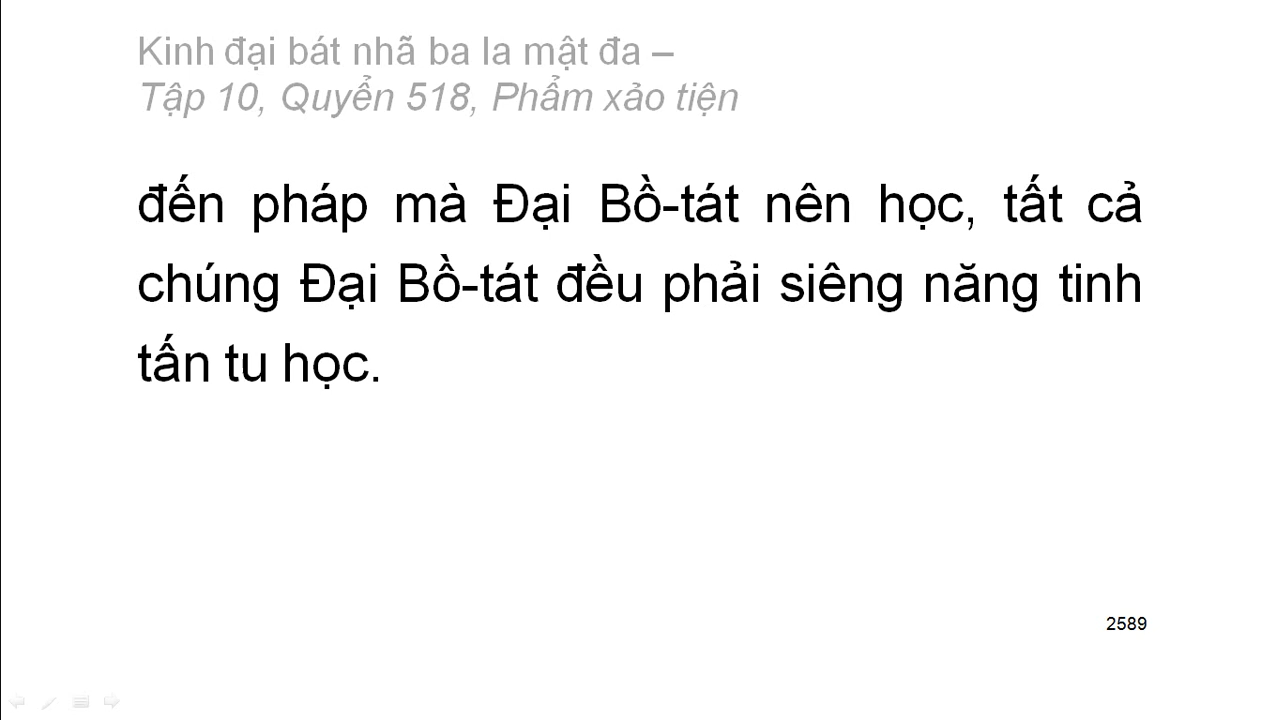 Kinh đại bát nhã ba la mật đa –
Tập 10, Quyển 518, Phẩm xảo tiện
đến pháp mà Đại Bồ-tát nên học, tất cả
chúng Đại Bồ-tát đều phải siêng năng tinh
tấn tu học.
2589